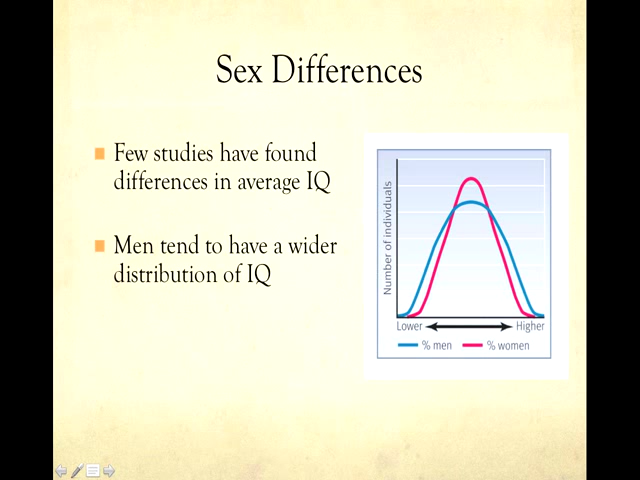 Sex Differences
Few studies have found
differences in average IQ
Men tend to have a wider
distribution of IQ
Number of individuals
Lower
Higher
% men
% women